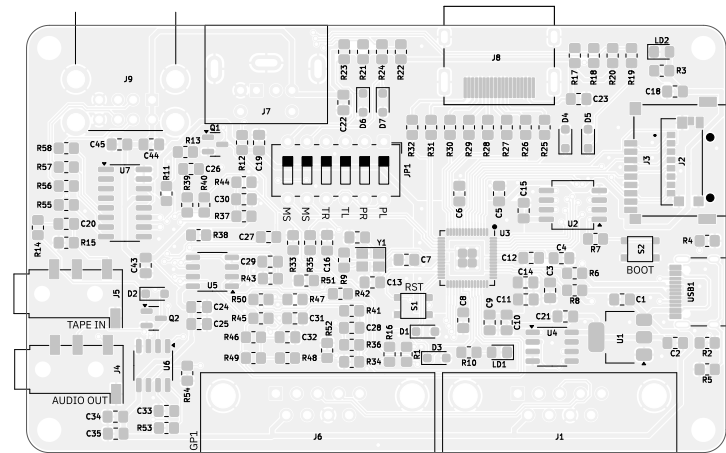 J9
J7
J8
Q1
R23
R21
R24
R22
C22
D6
D7
R17
R18
R20
R19
LD2
R3
C18
C23
D4
D5
R32
R31
R30
R29
R28
R27
R26
R25
J3
J2
R58
R57
R56
R55
C20
R15
R14
C45
C44
U7
R11
R13
C26
R39
R40
R12
C19
R44
C30
R37
R38
C27
JP1
MS
MS
TR
TL
PR
PL
C6
C5
C15
U2
R7
S2
BOOT
R4
U3
C12
C4
R6
R8
C3
C14
C11
USB1
C1
C43
D2
J5
TAPE IN
Q2
U5
C24
C25
C29
R43
R33
R35
C16
R9
Y1
C7
C13
R51
R42
RST
S1
R50
R45
R46
R49
R47
C31
C32
R48
R52
R41
C28
R36
R34
R16
R1
D1
D3
C8
C9
C10
C21
U4
U1
R10
LD1
C2
R2
R5
J4
AUDIO OUT
U6
R54
C34
C35
C33
R53
GP1
J6
J1